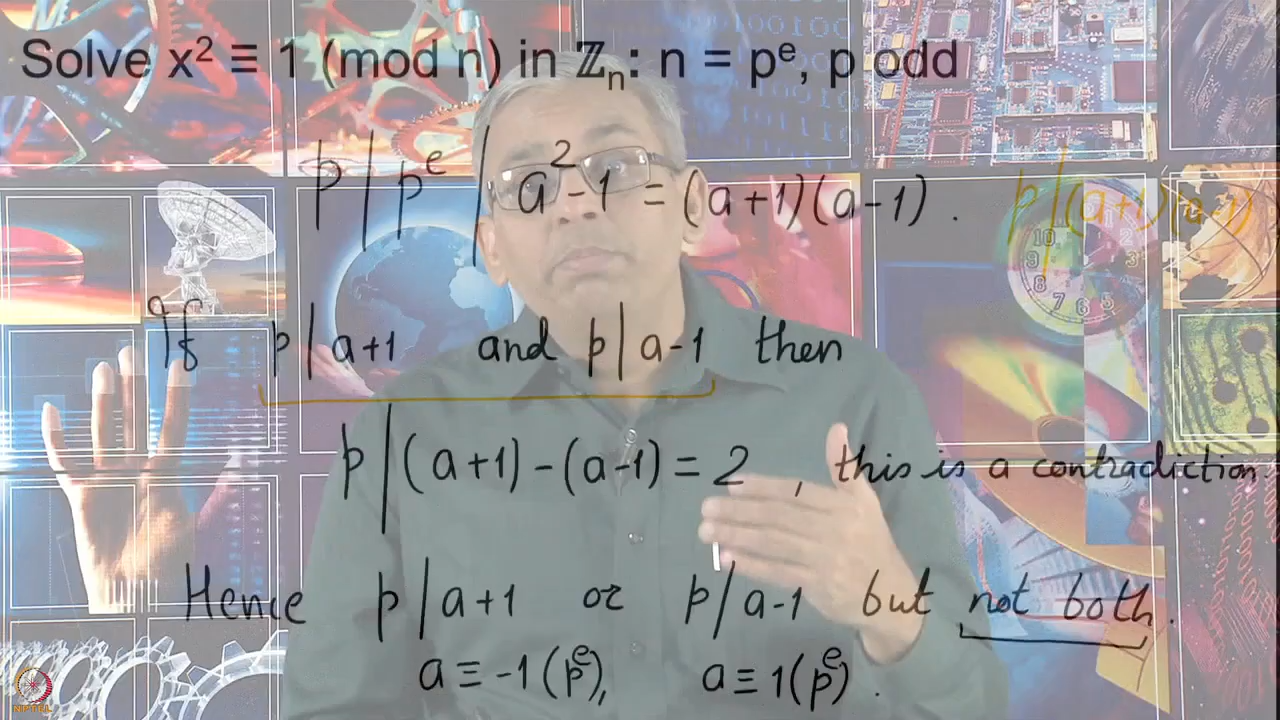 Solve x² ≡ 1 (mod n) in ℤₙ: n = pᵉ, p odd
p | pᵉ | a²-1 = (a+1)(a-1) . p | (a+1)(a-1)
If p | a+1 and p | a-1 then
p | (a+1) - (a-1) = 2 , this is a contradiction.
Hence p | a+1 or p | a-1 but not both.
a ≡ -1 (pᵉ), a ≡ 1 (pᵉ) .
NPTEL